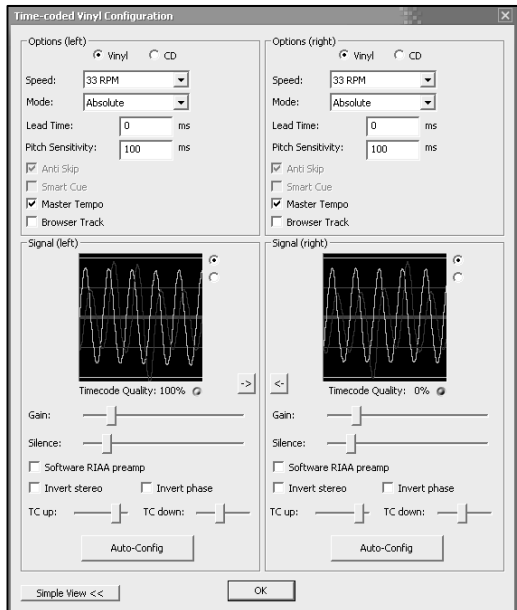 Time-coded Vinyl Configuration
Options (left)
Vinyl CD
Speed: 33 RPM
Mode: Absolute
Lead Time: 0 ms
Pitch Sensitivity: 100 ms
Anti Skip
Smart Cue
Master Tempo
Browser Track
Signal (left)
Timecode Quality: 100%
->
Gain:
Silence:
Software RIAA preamp
Invert stereo Invert phase
TC up: TC down:
Auto-Config
Options (right)
Vinyl CD
Speed: 33 RPM
Mode: Absolute
Lead Time: 0 ms
Pitch Sensitivity: 100 ms
Anti Skip
Smart Cue
Master Tempo
Browser Track
Signal (right)
<-
Timecode Quality: 0%
Gain:
Silence:
Software RIAA preamp
Invert stereo Invert phase
TC up: TC down:
Auto-Config
Simple View <<
OK